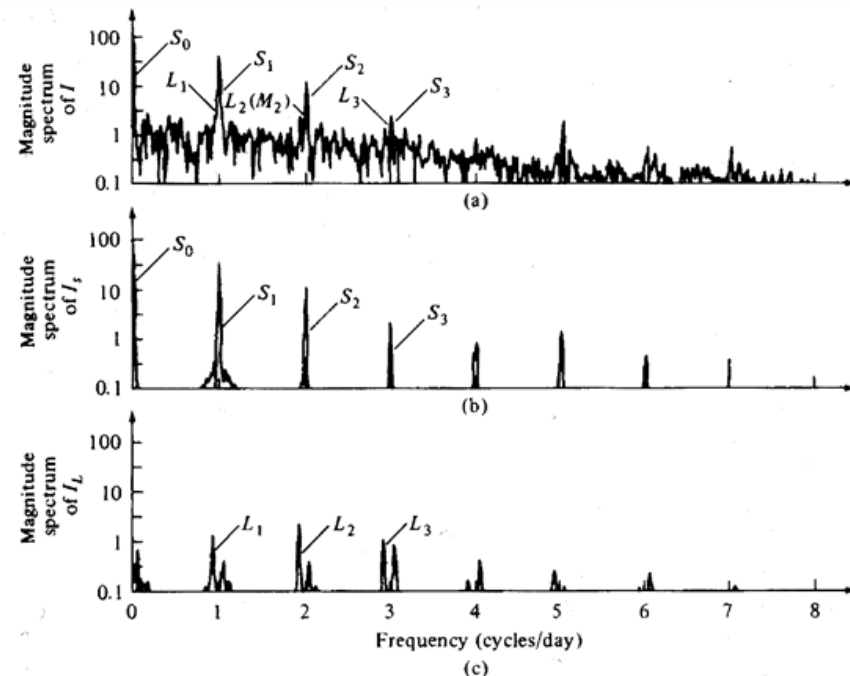 Magnitude spectrum of I
100
10
1
0.1
S₀
L₁
S₁
L₂(M₂)
S₂
L₃
S₃
(a)
Magnitude spectrum of Iₛ
100
10
1
0.1
S₀
S₁
S₂
S₃
(b)
Magnitude spectrum of I_L
100
10
1
0.1
L₁
L₂
L₃
0 1 2 3 4 5 6 7 8
Frequency (cycles/day)
(c)